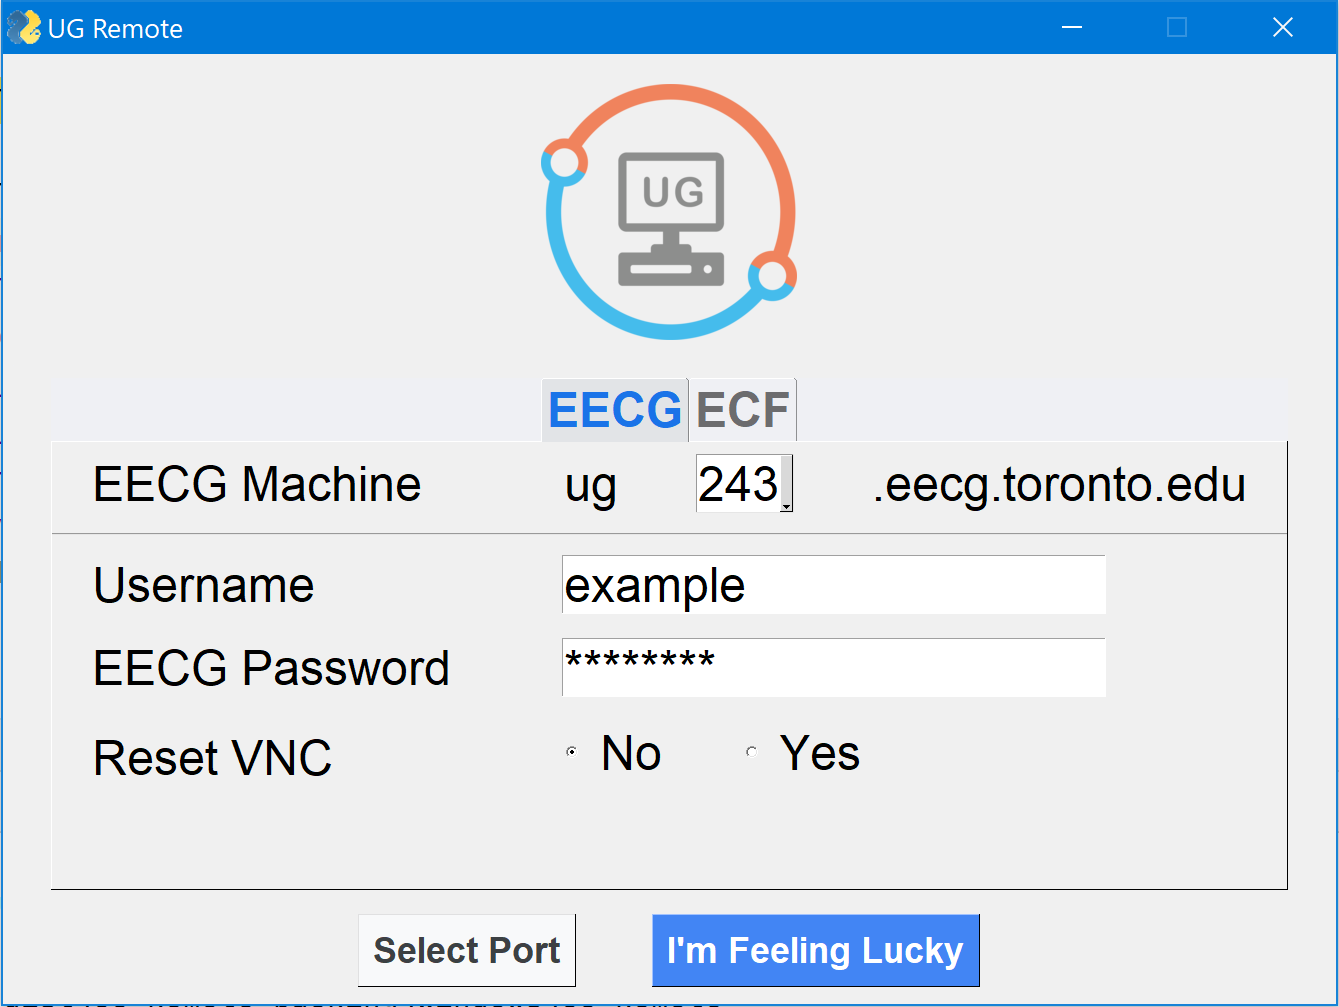 UG Remote
UG
EECG ECF
EECG Machine ug 243 .eecg.toronto.edu
Username example
EECG Password ********
Reset VNC No Yes
Select Port I'm Feeling Lucky